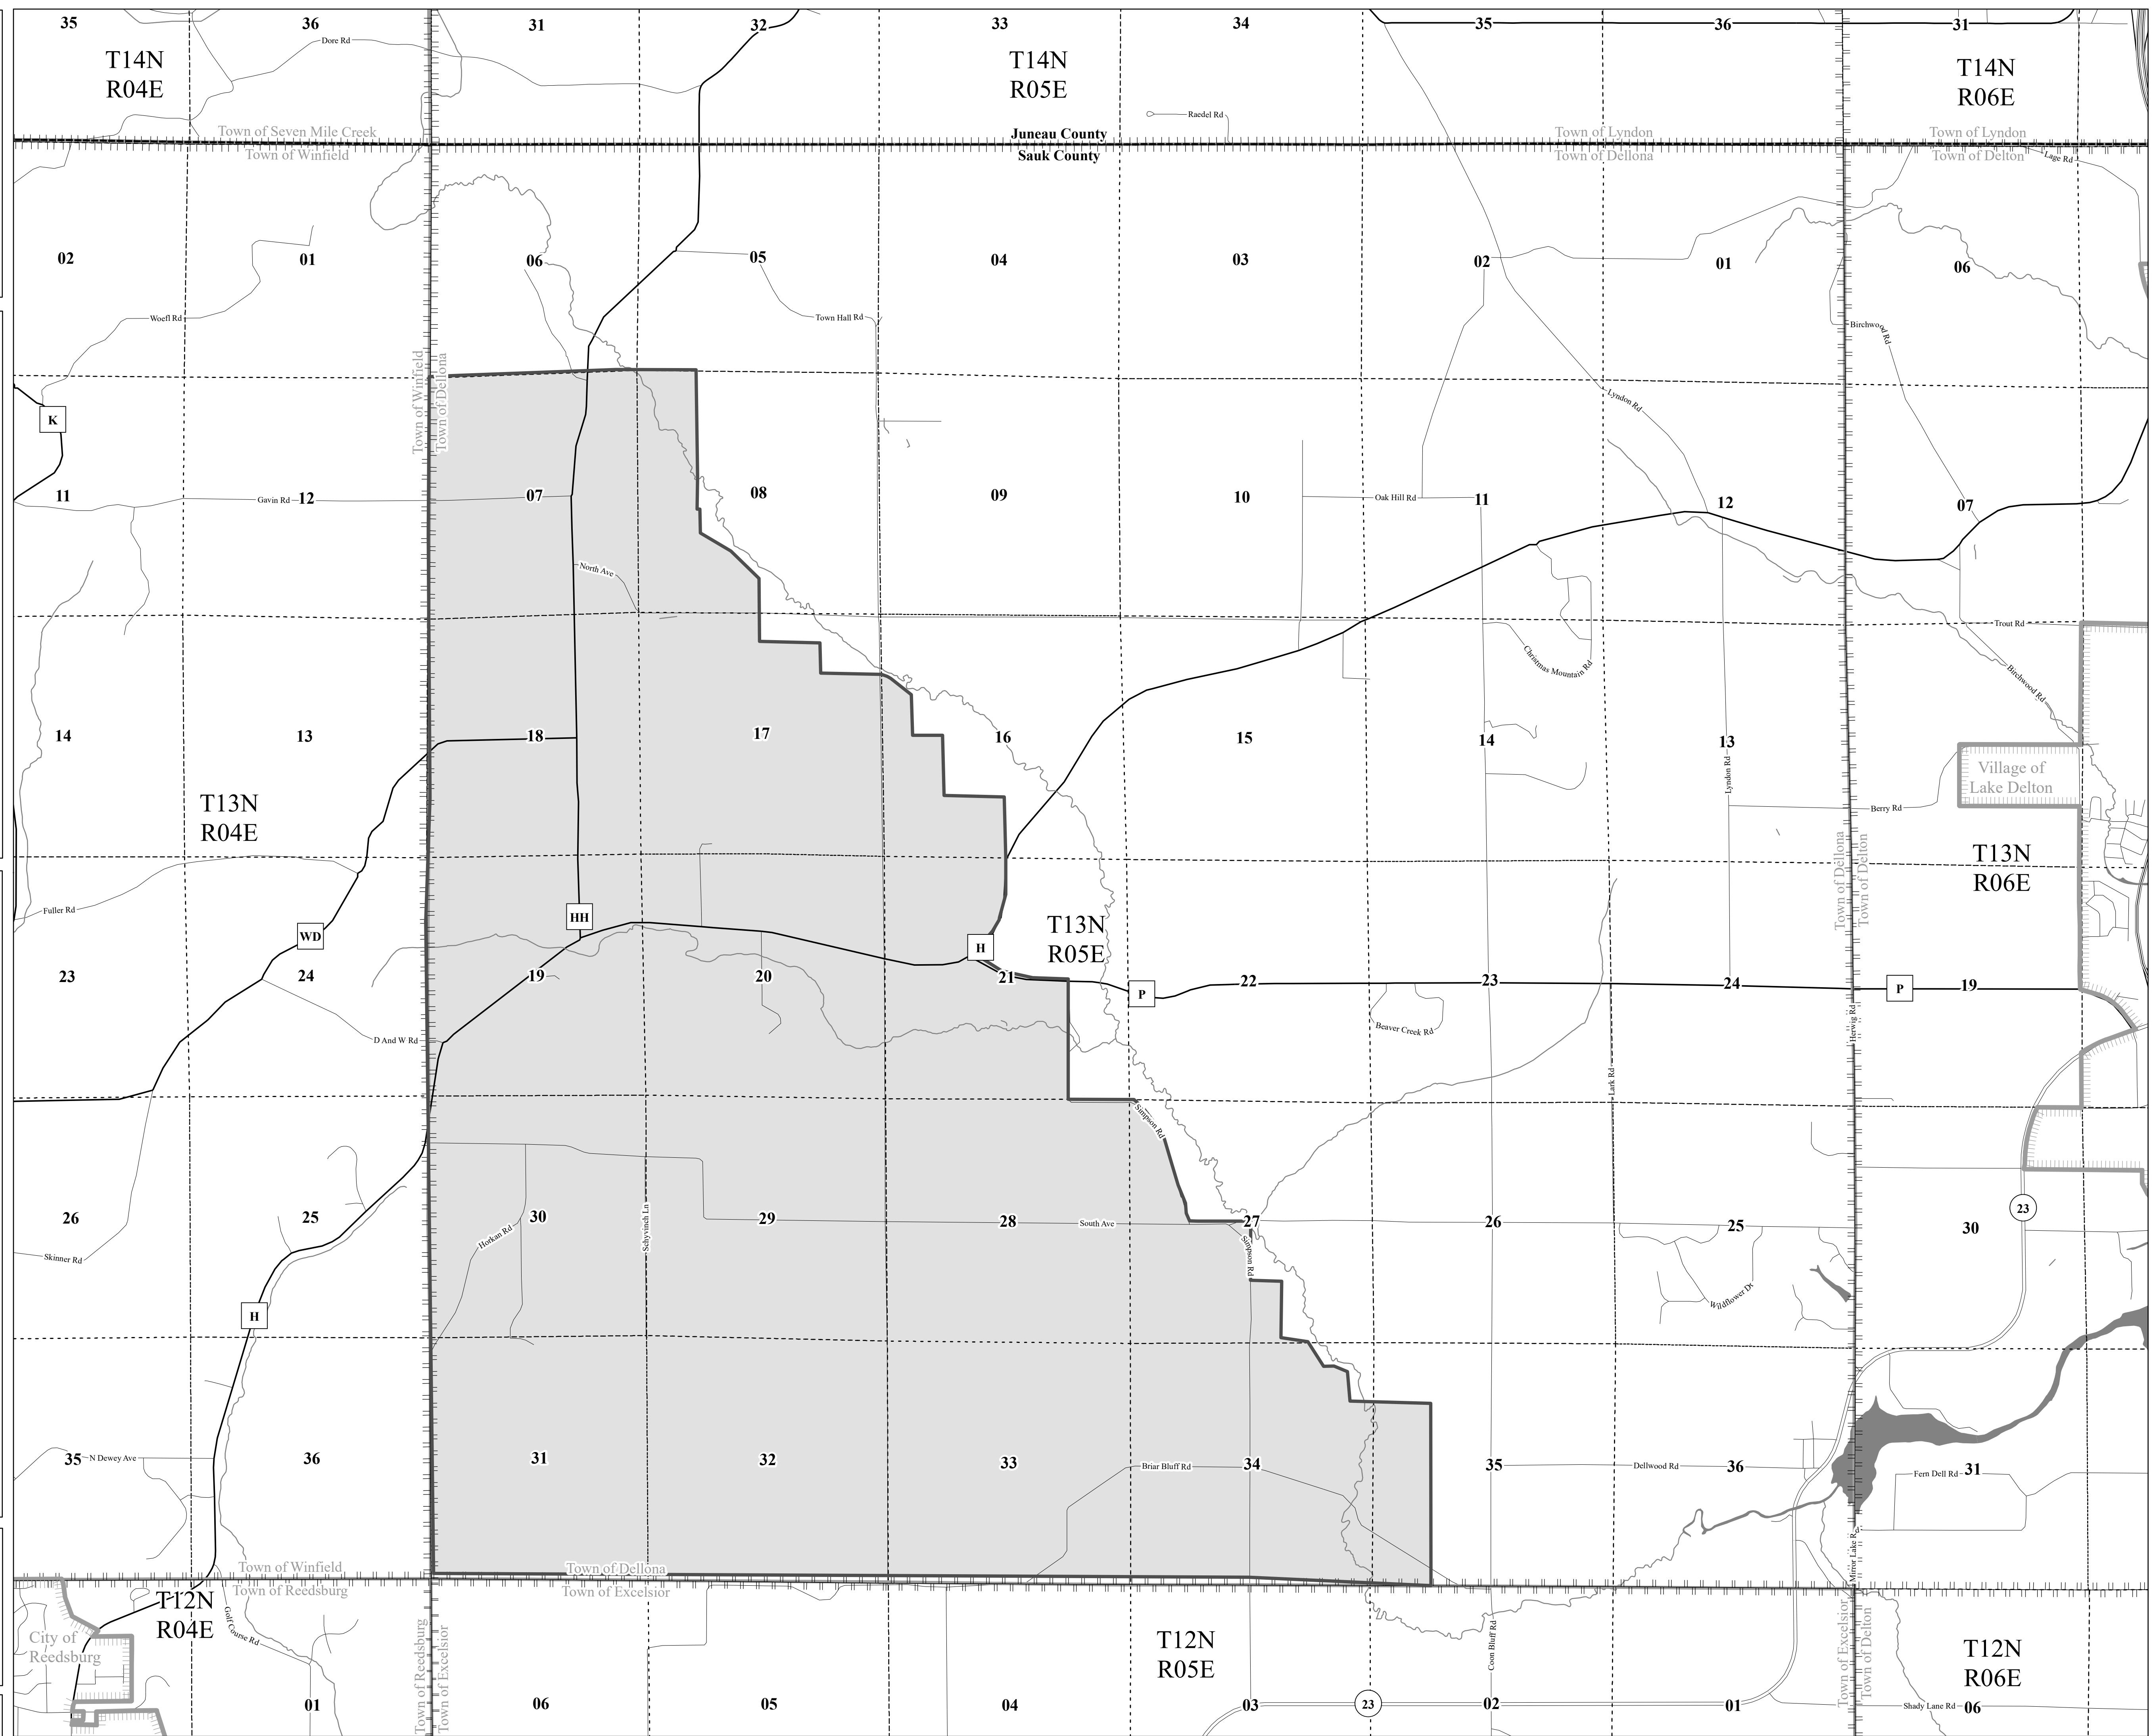 35
36
31
32
33
34
35
36
31
Dore Rd
T14N
R04E
T14N
R05E
T14N
R06E
Raedel Rd
Town of Seven Mile Creek
Juneau County
Town of Lyndon
Town of Lyndon
Town of Winfield
Sauk County
Town of Dellona
Town of Delton
Lage Rd
02
01
06
05
04
03
02
01
06
Woefl Rd
Town Hall Rd
Birchwood Rd
Town of Winfield
Town of Dellona
Lyndon Rd
K
11
Gavin Rd
12
07
08
09
10
Oak Hill Rd
11
12
07
North Ave
Trout Rd
Christmas Mountain Rd
Birchwood Rd
14
13
18
17
16
15
14
13
Lyndon Rd
Village of
Lake Delton
T13N
R04E
Berry Rd
Town of Dellona
Town of Delton
T13N
R06E
Fuller Rd
HH
WD
H
T13N
R05E
23
24
19
20
21
P
22
23
24
P
19
D And W Rd
Beaver Creek Rd
Herwig Rd
Lark Rd
Simpson Rd
26
25
30
Schyvinch Ln
29
28
South Ave
27
26
25
30
23
Horkan Rd
Skinner Rd
Simpson Rd
Wildflower Dr
H
35
N Dewey Ave
36
31
32
33
Briar Bluff Rd
34
35
Dellwood Rd
36
Fern Dell Rd
31
Mirror Lake Rd
Town of Winfield
Town of Dellona
Town of Reedsburg
Town of Excelsior
T12N
R04E
City of
Reedsburg
Golf Course Rd
Town of Reedsburg
Town of Excelsior
T12N
R05E
Coon Bluff Rd
Town of Excelsior
Town of Delton
T12N
R06E
01
06
05
04
03
23
02
01
Shady Lane Rd
06